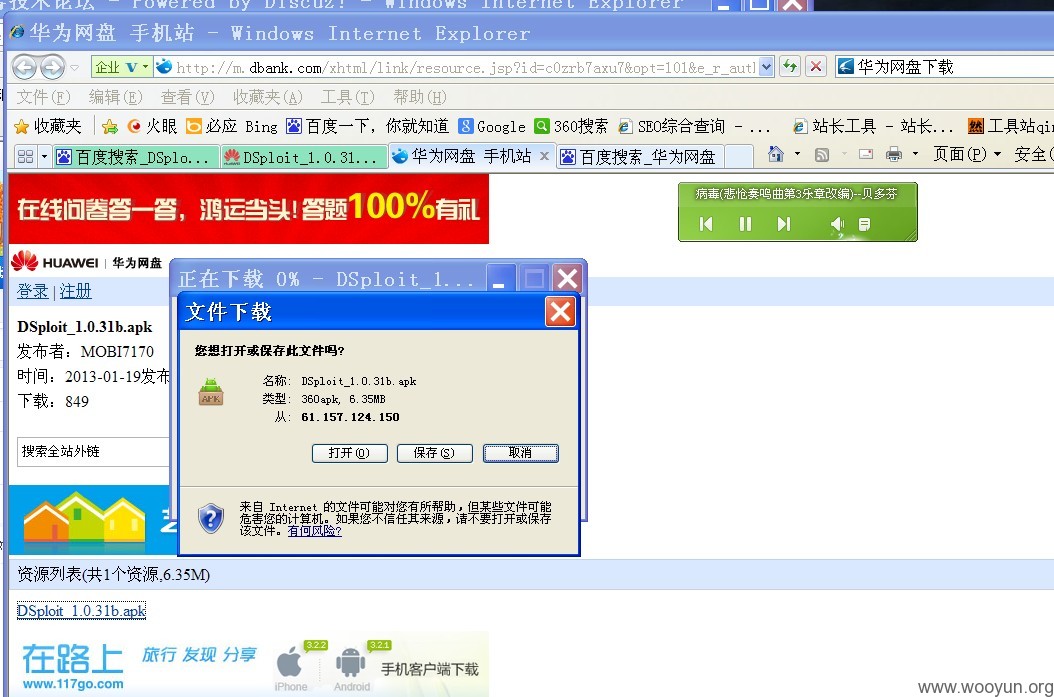 技术论坛 - Powered by Discuz! - Windows Internet Explorer
华为网盘 手机站 - Windows Internet Explorer
企业 V http://m.dbank.com/xhtml/link/resource.jsp?id=c0zrb7axu7&opt=101&e_r_aut 华为网盘下载
文件(F) 编辑(E) 查看(V) 收藏夹(A) 工具(T) 帮助(H)
收藏夹 火眼 必应 Bing 百度一下，你就知道 Google 360搜索 SEO综合查询 - ... 站长工具 - 站长... 工具站qi
百度搜索_DSplo... DSploit_1.0.31... 华为网盘 手机站 百度搜索_华为网盘 页面(P) 安全(
在线问卷答一答，鸿运当头！答题100%有礼
病毒(悲怆奏鸣曲第3乐章改编)--贝多芬
HUAWEI | 华为网盘
登录 | 注册
正在下载 0% - DSploit_1...
文件下载
DSploit_1.0.31b.apk
发布者：MOBI7170
时间：2013-01-19发布
下载：849
您想打开或保存此文件吗?
APK
名称: DSploit_1.0.31b.apk
类型: 360apk, 6.35MB
从: 61.157.124.150
打开(O) 保存(S) 取消
搜索全站外链
来自 Internet 的文件可能对您有所帮助，但某些文件可能
危害您的计算机。如果您不信任其来源，请不要打开或保存
该文件。有何风险?
资源列表(共1个资源,6.35M)
DSploit_1.0.31b.apk
在路上 旅行 发现 分享
www.117go.com
3.2.2
iPhone
3.2.1
Android
手机客户端下载
www.wooyun.org